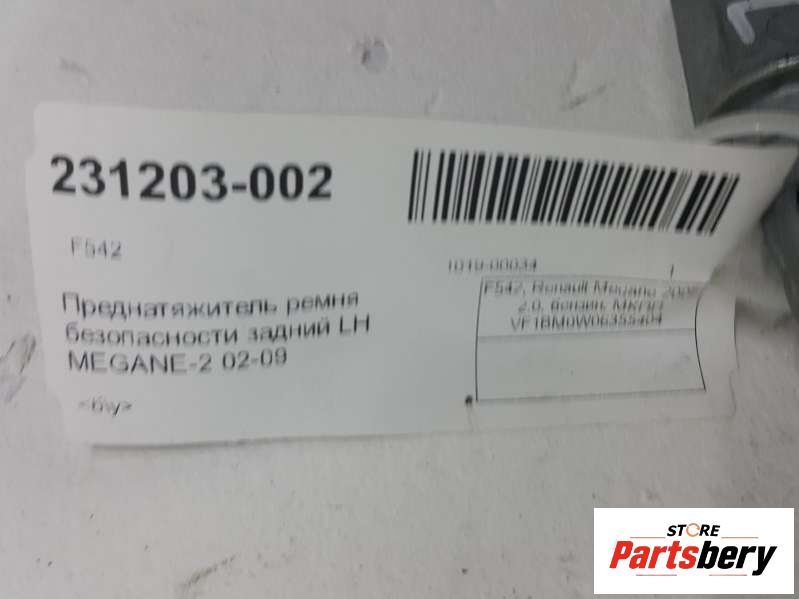 231203-002
F542
Преднатяжитель ремня
безопасности задний LH
MEGANE-2 02-09
<б/у>
1019-00034
F542, Renault Megane
2.0, бензин, МКПП
STORE
Partsbery